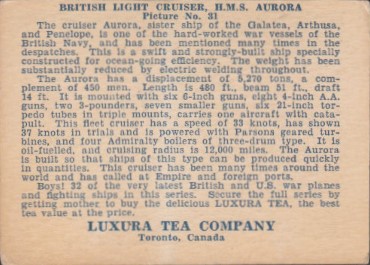 BRITISH LIGHT CRUISER, H.M.S. AURORA
Picture No. 31
The cruiser Aurora, sister ship of the Galatea, Arthusa,
and Penelope, is one of the hard-worked war vessels of the
British Navy, and has been mentioned many times in the
despatches. This is a swift and strongly-built ship specially
constructed for ocean-going efficiency. The weight has been
substantially reduced by electric welding throughout.
The Aurora has a displacement of 5,270 tons, a com-
plement of 450 men. Length is 480 ft., beam 51 ft., draft
14 ft. It is mounted with six 6-inch guns, eight 4-inch A.A.
guns, two 3-pounders, seven smaller guns, six 21-inch tor-
pedo tubes in triple mounts, carries one aircraft with cata-
pult. This fleet cruiser has a speed of 33 knots, has shown
37 knots in trials and is powered with Parsons geared tur-
bines, and four Admiralty boilers of three-drum type. It
is oil-fuelled, and cruising radius is 12,000 miles. The Aurora
is built so that ships of this type can be produced quickly
in quantities. This cruiser has been many times around the
world and has called at Empire and foreign ports.
Boys! 32 of the very latest British and U.S. war planes
and fighting ships in this series. Secure the full series by
getting mother to buy the delicious LUXURA TEA, the best
tea value at the price.
LUXURA TEA COMPANY
Toronto, Canada